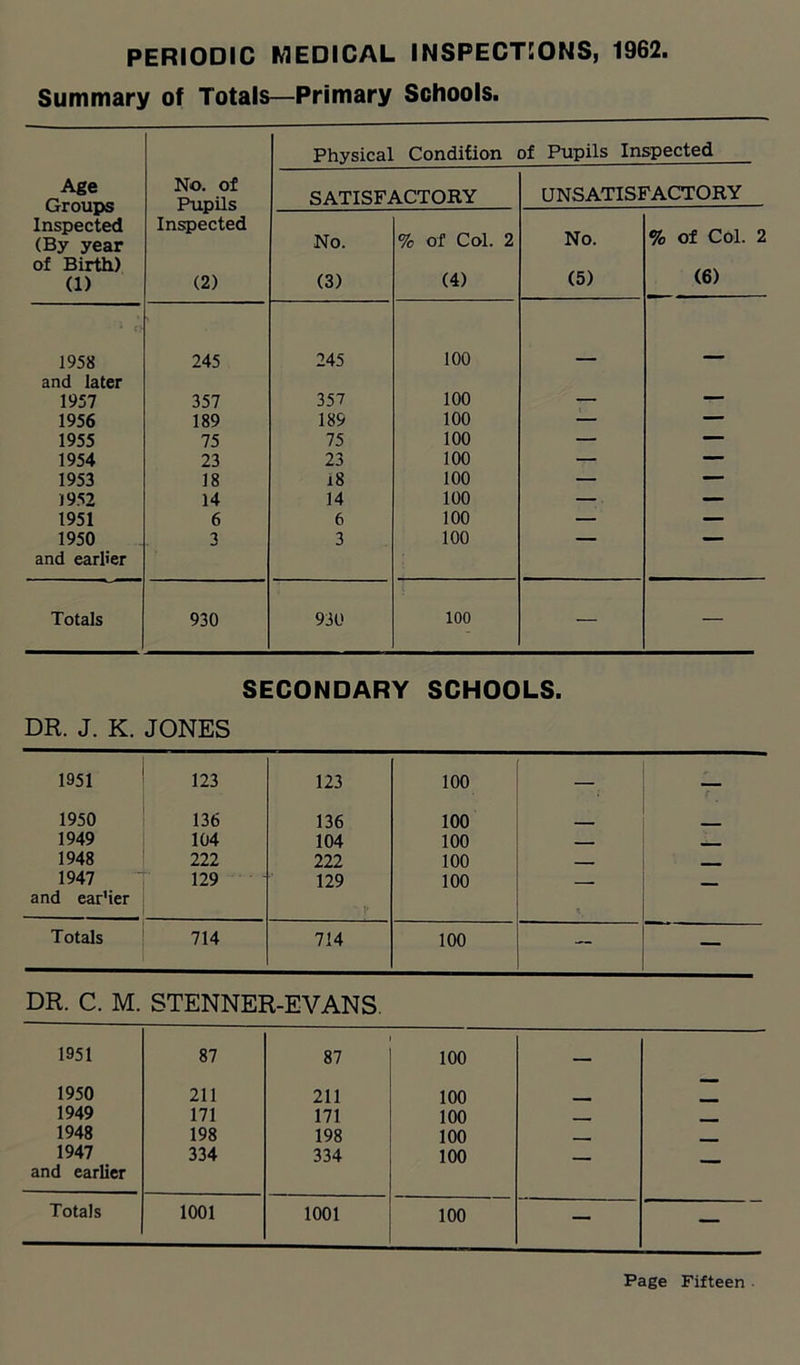 PERIODIC MEDICAL INSPECTIONS, 1962.
Summary of Totals—Primary Schools.
Age Groups Inspected (By year of Birth) (1) | No. of Pupils Inspected (2) | Physical Condition of Pupils Inspected
SATISFACTORY | UNSATISFACTORY
No. (3) | % of Col. 2 (4) | No. (5) | % of Col. 2 (6)
1958 and later | 245 | 245 | 100 | — | —
1957 | 357 | 357 | 100 | — | —
1956 | 189 | 189 | 100 | — | —
1955 | 75 | 75 | 100 | — | —
1954 | 23 | 23 | 100 | — | —
1953 | 18 | 18 | 100 | — | —
1952 | 14 | 14 | 100 | — | —
1951 | 6 | 6 | 100 | — | —
1950 and earlier | 3 | 3 | 100 | — | —
Totals | 930 | 930 | 100 | — | —
SECONDARY SCHOOLS.
DR. J. K. JONES
1951 | 123 | 123 | 100 | — | —
1950 | 136 | 136 | 100 | — | —
1949 | 104 | 104 | 100 | — | —
1948 | 222 | 222 | 100 | — | —
1947 and ear'ier | 129 | 129 | 100 | — | —
Totals | 714 | 714 | 100 | — | —
DR. C. M. STENNER-EVANS.
1951 | 87 | 87 | 100 | — | —
1950 | 211 | 211 | 100 | — | —
1949 | 171 | 171 | 100 | — | —
1948 | 198 | 198 | 100 | — | —
1947 and earlier | 334 | 334 | 100 | — | —
Totals | 1001 | 1001 | 100 | — | —
Page Fifteen